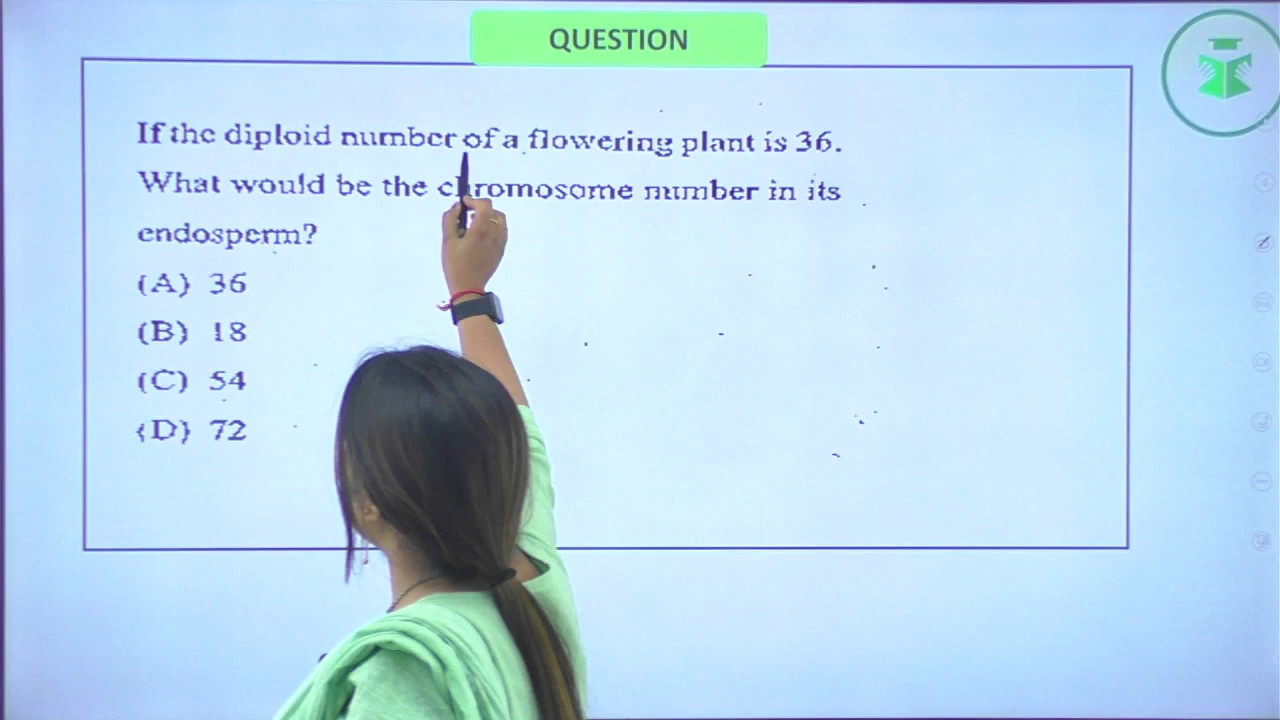 QUESTION
If the diploid number of a flowering plant is 36.
What would be the chromosome number in its
endosperm?
(A) 36
(B) 18
(C) 54
(D) 72